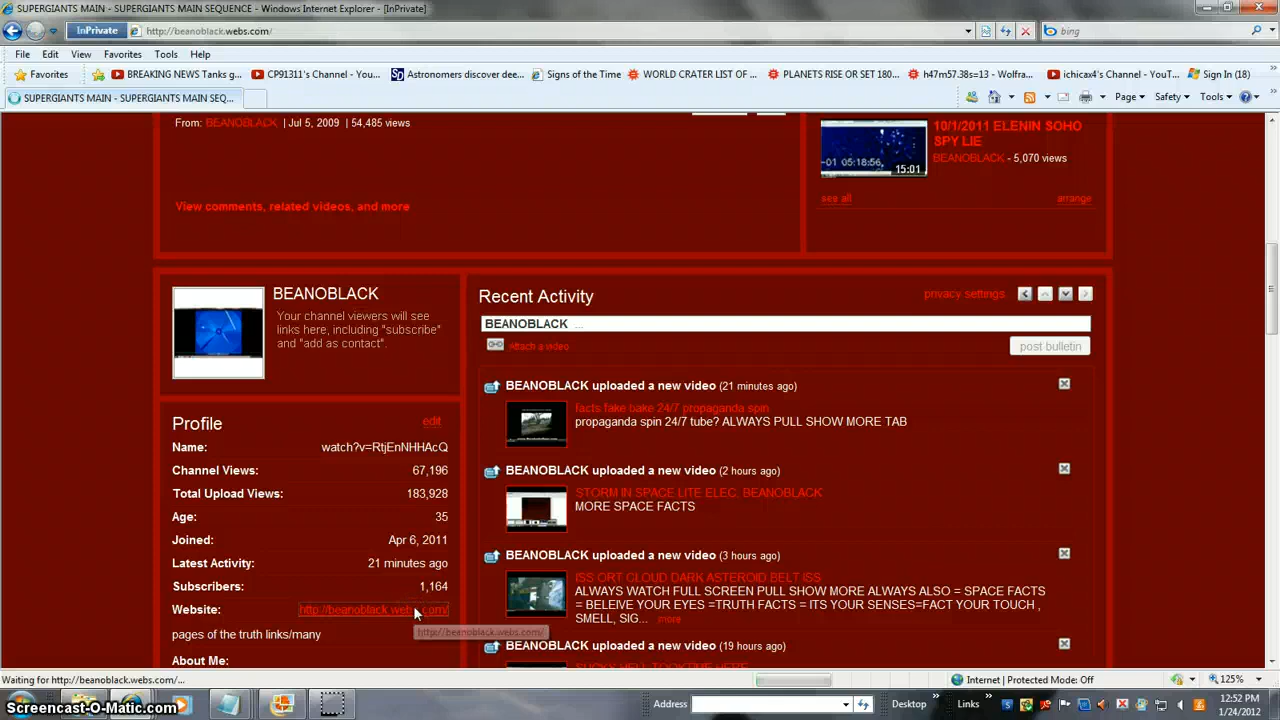 SUPERGIANTS MAIN - SUPERGIANTS MAIN SEQUENCE - Windows Internet Explorer - [InPrivate]
InPrivate http://beanoblack.webs.com/ bing
File Edit View Favorites Tools Help
Favorites BREAKING NEWS Tanks g... CP91311's Channel - YouT... Astronomers discover dee... Signs of the Time WORLD CRATER LIST OF ... PLANETS RISE OR SET 180... h47m57.38s=13 - Wolfra... ichicax4's Channel - YouT... Sign In (18)
SUPERGIANTS MAIN - SUPERGIANTS MAIN SEQ... Page Safety Tools
From: BEANOBLACK | Jul 5, 2009 | 54,485 views
View comments, related videos, and more
10/1/2011 ELENIN SOHO
SPY LIE
BEANOBLACK - 5,070 views
-01 05:18:56,
15:01
see all arrange
BEANOBLACK
Your channel viewers will see
links here, including "subscribe"
and "add as contact".
Profile edit
Name: watch?v=RtjEnNHHAcQ
Channel Views: 67,196
Total Upload Views: 183,928
Age: 35
Joined: Apr 6, 2011
Latest Activity: 21 minutes ago
Subscribers: 1,164
Website: http://beanoblack.webs.com/
http://beanoblack.webs.com/
pages of the truth links/many
About Me:
Recent Activity privacy settings
BEANOBLACK ...
Attach a video post bulletin
BEANOBLACK uploaded a new video (21 minutes ago)
facts fake bake 24/7 propaganda spin
propaganda spin 24/7 tube? ALWAYS PULL SHOW MORE TAB
BEANOBLACK uploaded a new video (2 hours ago)
STORM IN SPACE LITE ELEC. BEANOBLACK
MORE SPACE FACTS
BEANOBLACK uploaded a new video (3 hours ago)
ISS ORT CLOUD DARK ASTEROID BELT ISS
ALWAYS WATCH FULL SCREEN PULL SHOW MORE ALWAYS ALSO = SPACE FACTS
= BELEIVE YOUR EYES =TRUTH FACTS = ITS YOUR SENSES=FACT YOUR TOUCH ,
SMELL, SIG... more
BEANOBLACK uploaded a new video (19 hours ago)
Waiting for http://beanoblack.webs.com/... Internet | Protected Mode: Off 125%
Screencast-O-Matic.com Address Desktop Links 12:52 PM
1/24/2012